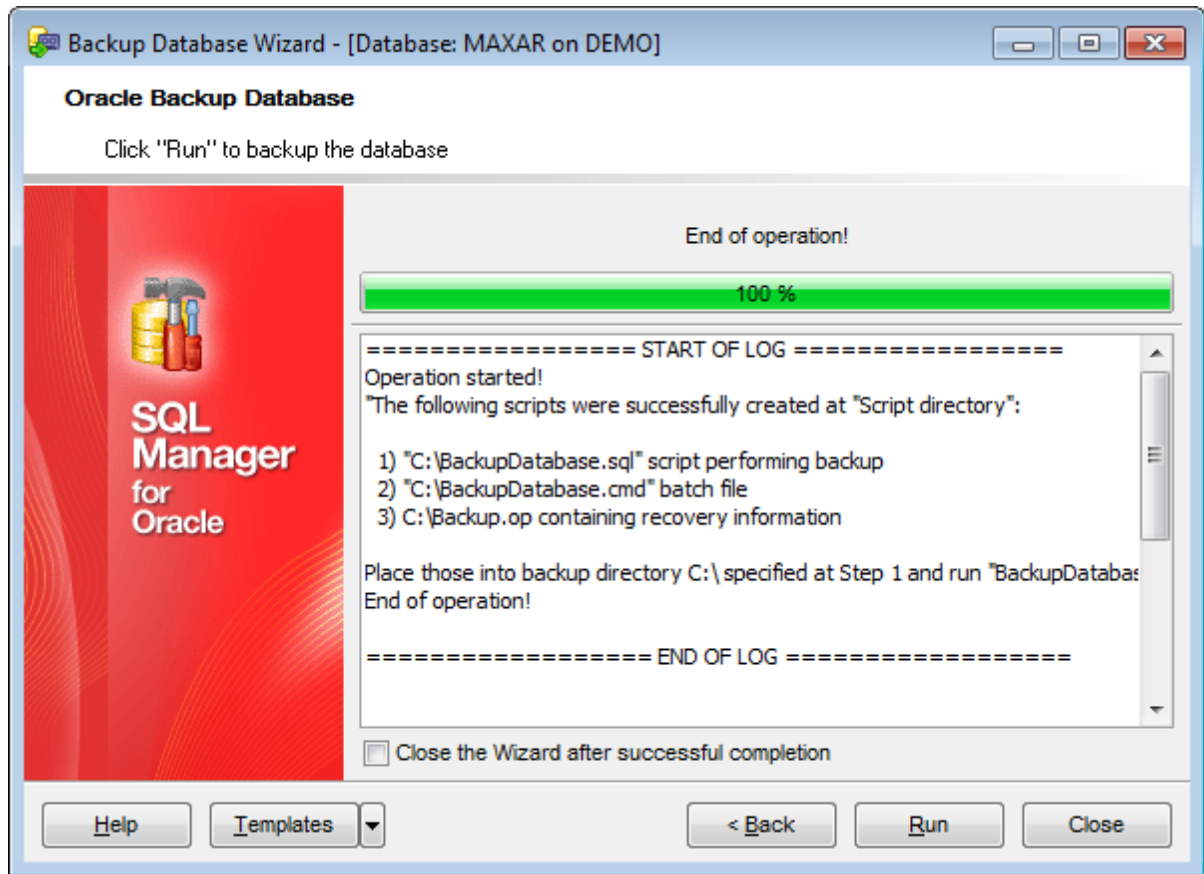 Backup Database Wizard - [Database: MAXAR on DEMO]
Oracle Backup Database
Click "Run" to backup the database
End of operation!
100 %
SQL
Manager
for
Oracle
================= START OF LOG =================
Operation started!
"The following scripts were successfully created at "Script directory":
1) "C:\BackupDatabase.sql" script performing backup
2) "C:\BackupDatabase.cmd" batch file
3) C:\Backup.op containing recovery information
Place those into backup directory C:\ specified at Step 1 and run "BackupDatabas
End of operation!
================== END OF LOG ==================
Close the Wizard after successful completion
Help Templates < Back Run Close